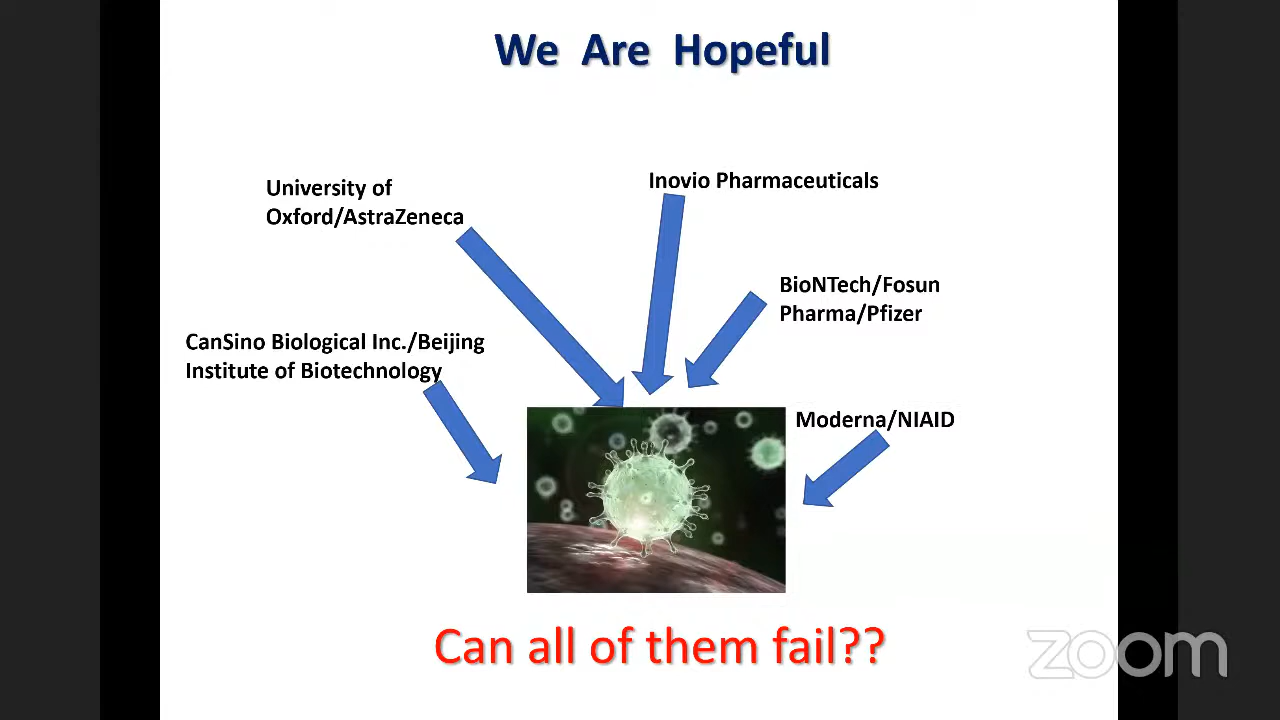 We Are Hopeful
University of
Oxford/AstraZeneca
Inovio Pharmaceuticals
BioNTech/Fosun
Pharma/Pfizer
CanSino Biological Inc./Beijing
Institute of Biotechnology
Moderna/NIAID
Can all of them fail??
zoom